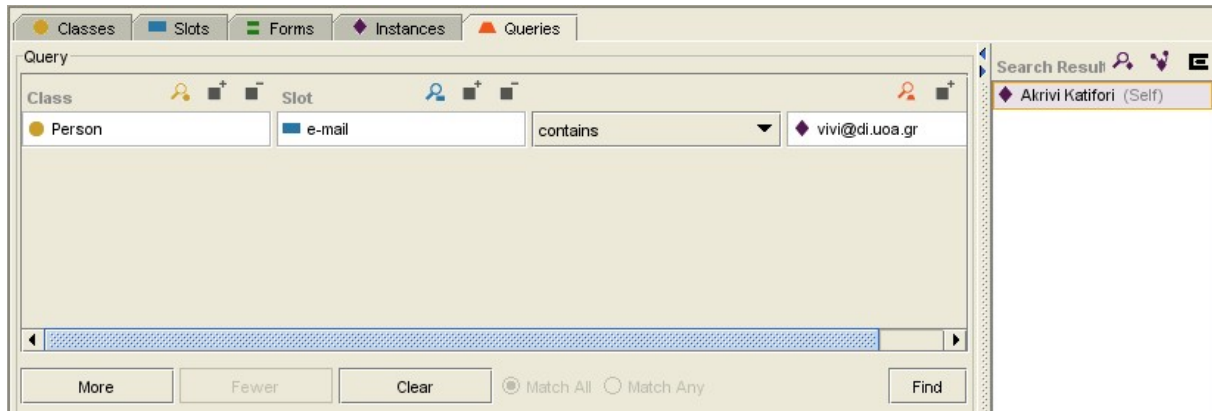 Classes Slots Forms Instances Queries
Query
Class Slot
Person e-mail contains vivi@di.uoa.gr
More Fewer Clear Match All Match Any Find
Search Result
Akrivi Katifori (Self)